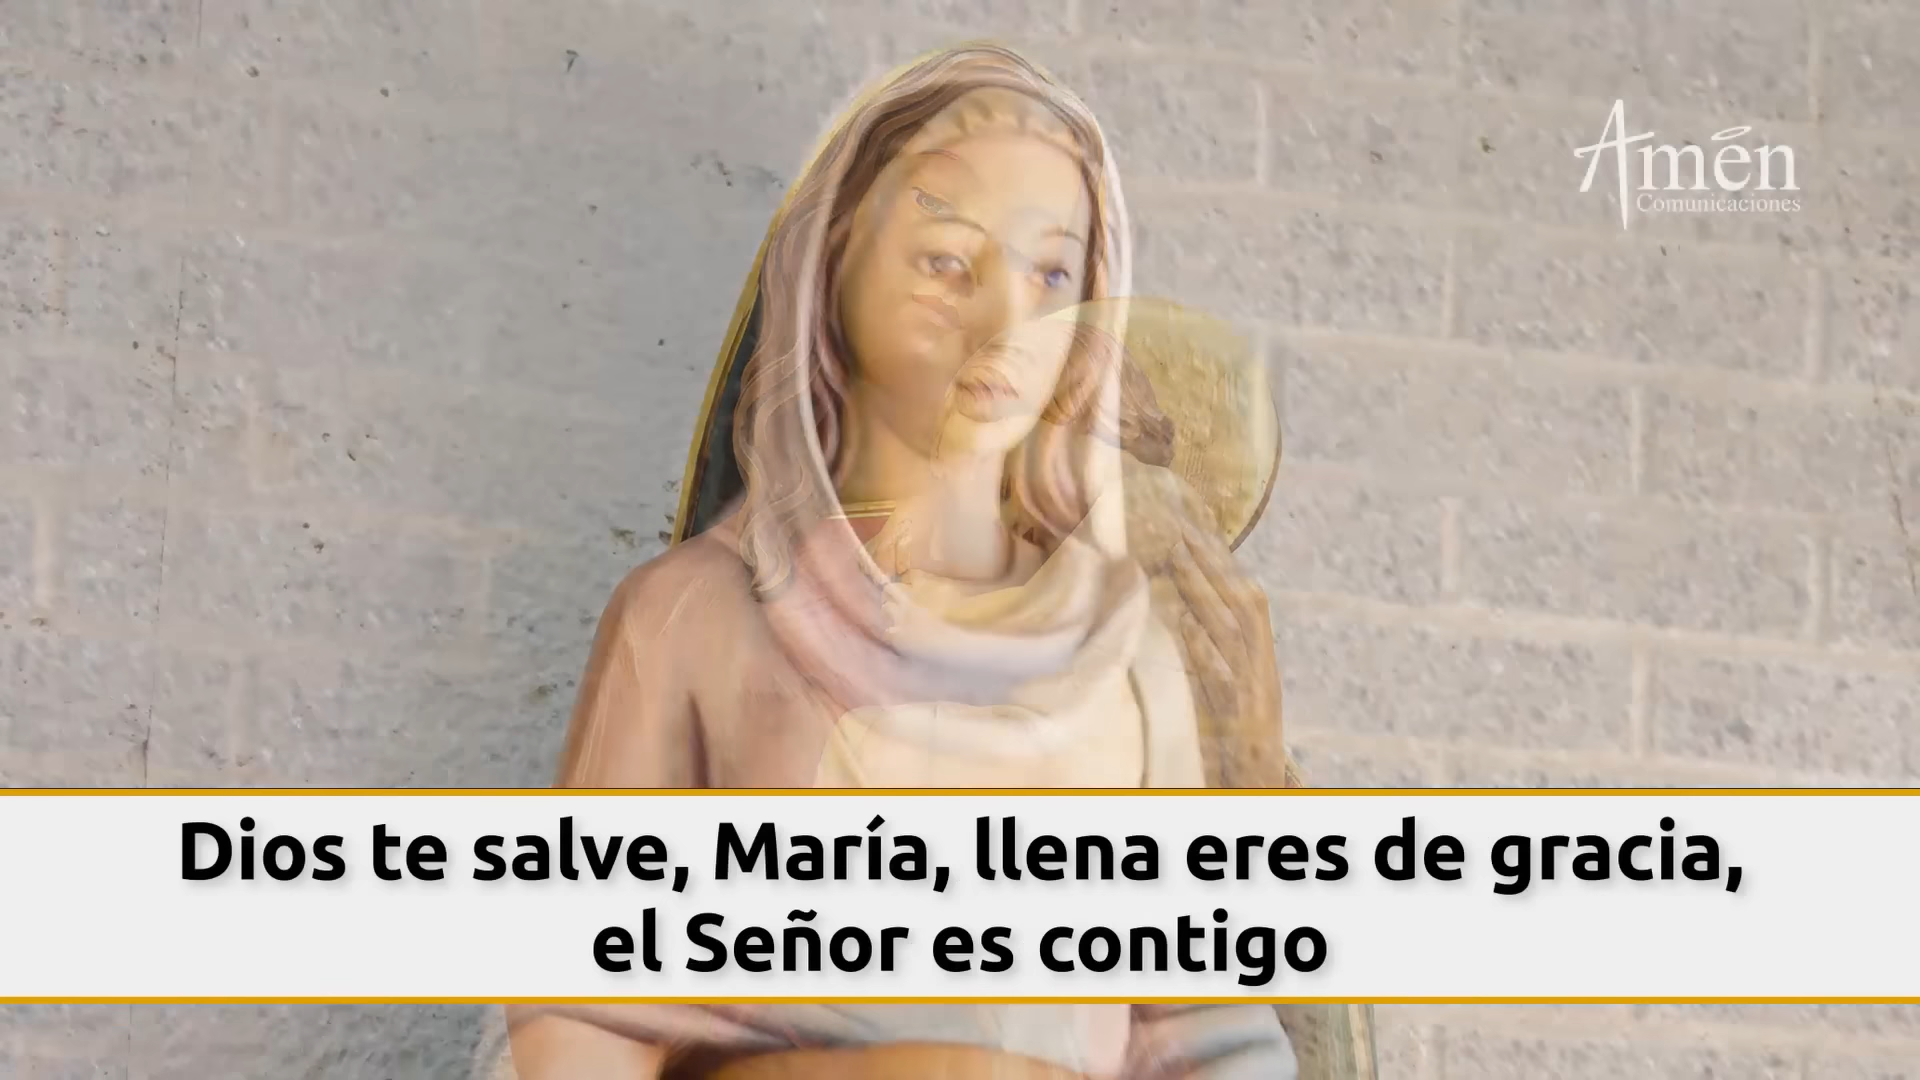 Amén
Comunicaciones
Dios te salve, María, llena eres de gracia,
el Señor es contigo